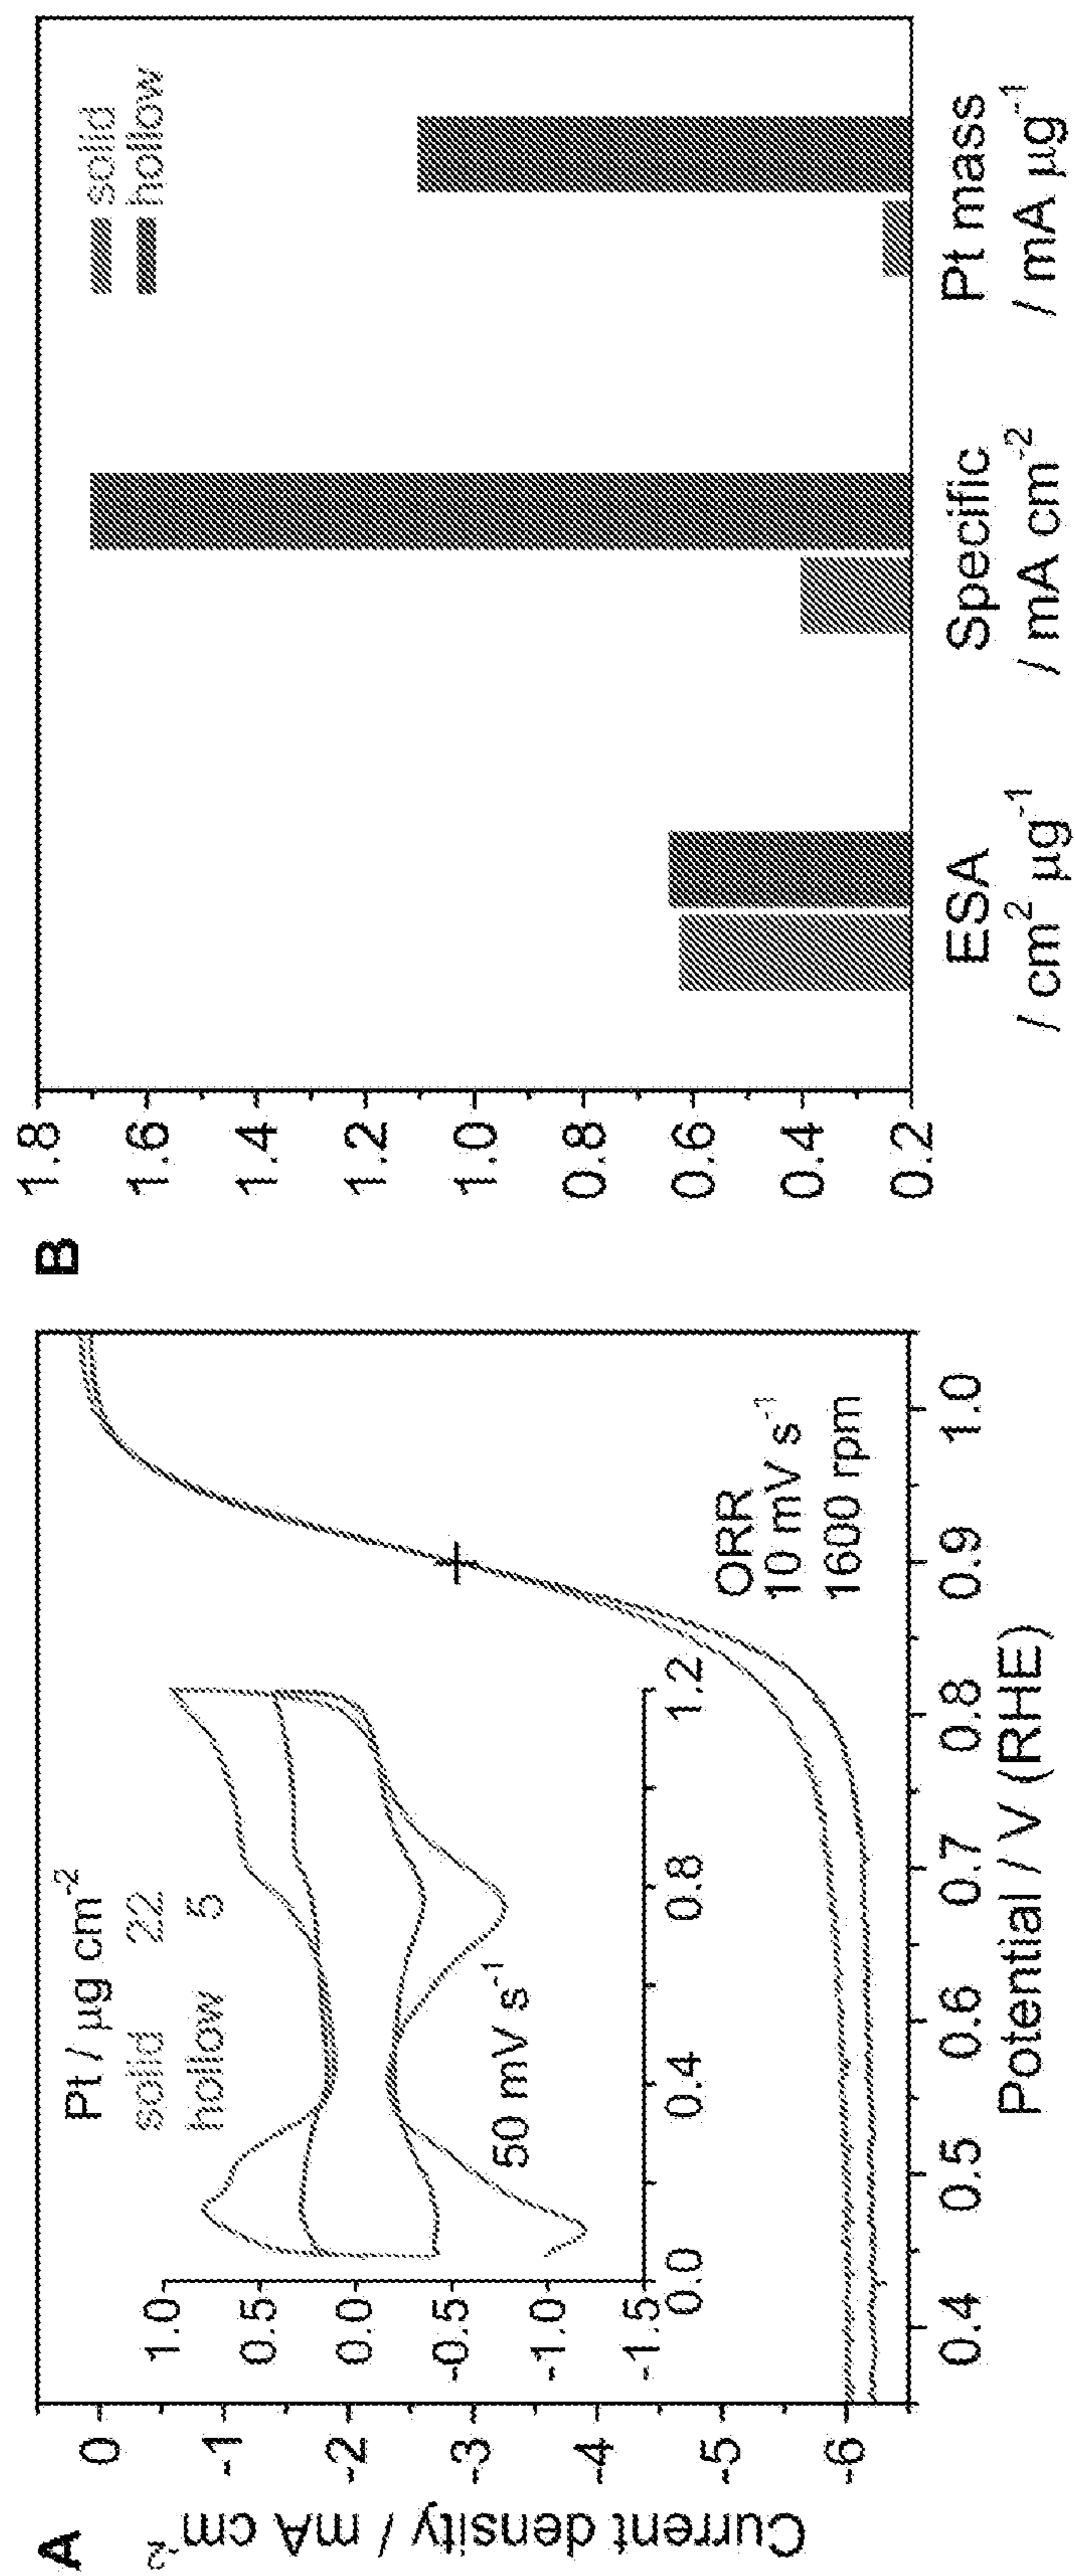 A
Current density / mA cm⁻²
0
-1
-2
-3
-4
-5
-6
Pt / µg cm⁻²
solid 22
hollow 5
1.0
0.5
0.0
-0.5
-1.0
-1.5
50 mV s⁻¹
0.0 0.4 0.8 1.2
ORR
10 mV s⁻¹
1600 rpm
0.4 0.5 0.6 0.7 0.8 0.9 1.0
Potential / V (RHE)
B
1.8
1.6
1.4
1.2
1.0
0.8
0.6
0.4
0.2
solid
hollow
ESA Specific Pt mass
/ cm² µg⁻¹ / mA cm⁻² / mA µg⁻¹